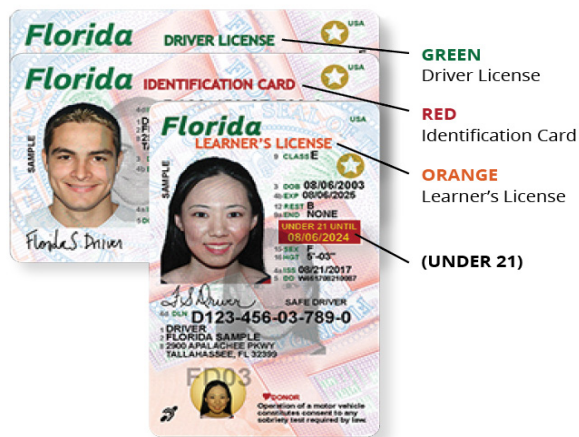 Florida DRIVER LICENSE USA
Florida IDENTIFICATION CARD USA
SAMPLE
Florida S. Driver
Florida USA
LEARNER'S LICENSE
9 CLASS E
SAMPLE
3 DOB 08/06/2003
4b EXP 08/06/2025
12 REST B
9a END NONE
UNDER 21 UNTIL
08/06/2024
15 SEX F
16 HGT 5'-03"
4a ISS 08/21/2017
5 DD
F S Driver SAFE DRIVER
4d DLN D123-456-03-789-0
1 DRIVER
2 FLORIDA SAMPLE
8 2900 APALACHEE PKWY
TALLAHASSEE, FL 32399
FD03
DONOR
Operation of a motor vehicle
constitutes consent to any
sobriety test required by law.
GREEN
Driver License
RED
Identification Card
ORANGE
Learner's License
(UNDER 21)